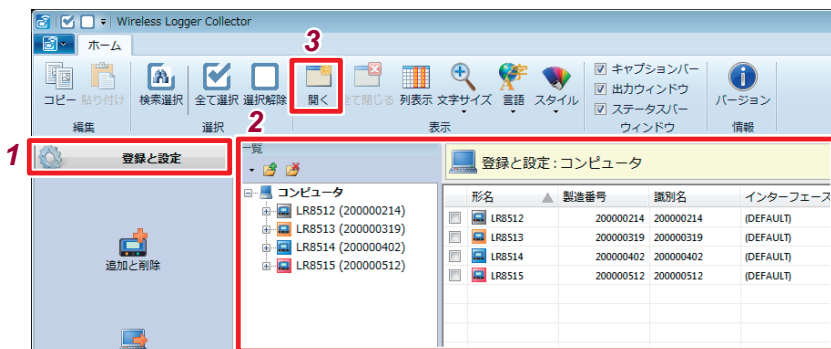 Wireless Logger Collector
ホーム
3
コピー 貼り付け 検索選択 全て選択 選択解除 開く 全て閉じる 列表示 文字サイズ 言語 スタイル
キャプションバー
出力ウィンドウ
ステータスバー
バージョン
編集 選択 表示 ウィンドウ 情報
1
登録と設定
追加と削除
2
一覧
コンピュータ
LR8512 (200000214)
LR8513 (200000319)
LR8514 (200000402)
LR8515 (200000512)
登録と設定:コンピュータ
形名 製造番号 識別名 インターフェース
LR8512 200000214 200000214 (DEFAULT)
LR8513 200000319 200000319 (DEFAULT)
LR8514 200000402 200000402 (DEFAULT)
LR8515 200000512 200000512 (DEFAULT)